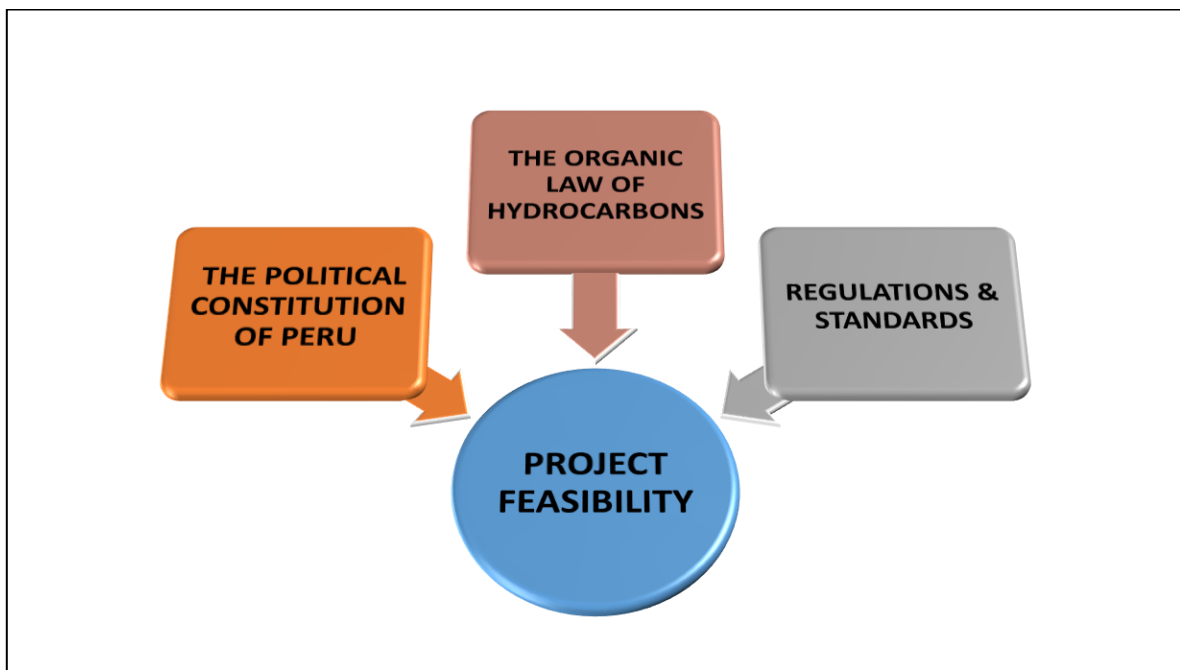 THE POLITICAL
CONSTITUTION
OF PERU
THE ORGANIC
LAW OF
HYDROCARBONS
REGULATIONS &
STANDARDS
PROJECT
FEASIBILITY